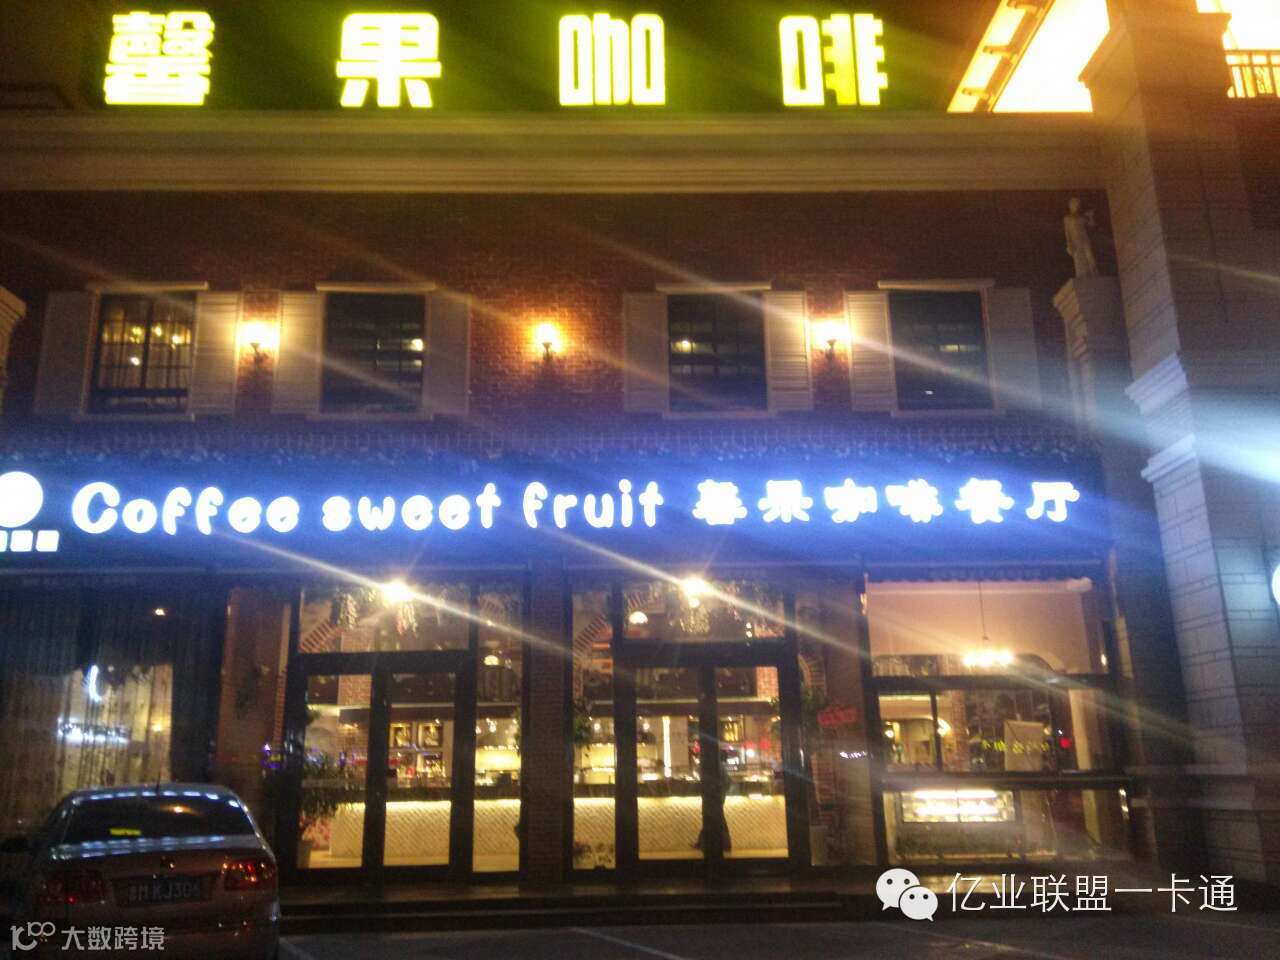 馨果咖啡
Coffee sweet fruit 馨果咖啡餐厅
亿业联盟一卡通
大数跨境